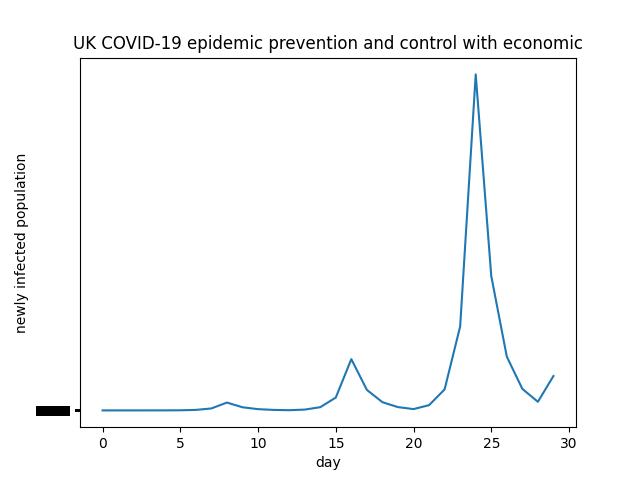 UK COVID-19 epidemic prevention and control with economic
newly infected population
0 5 10 15 20 25 30
day